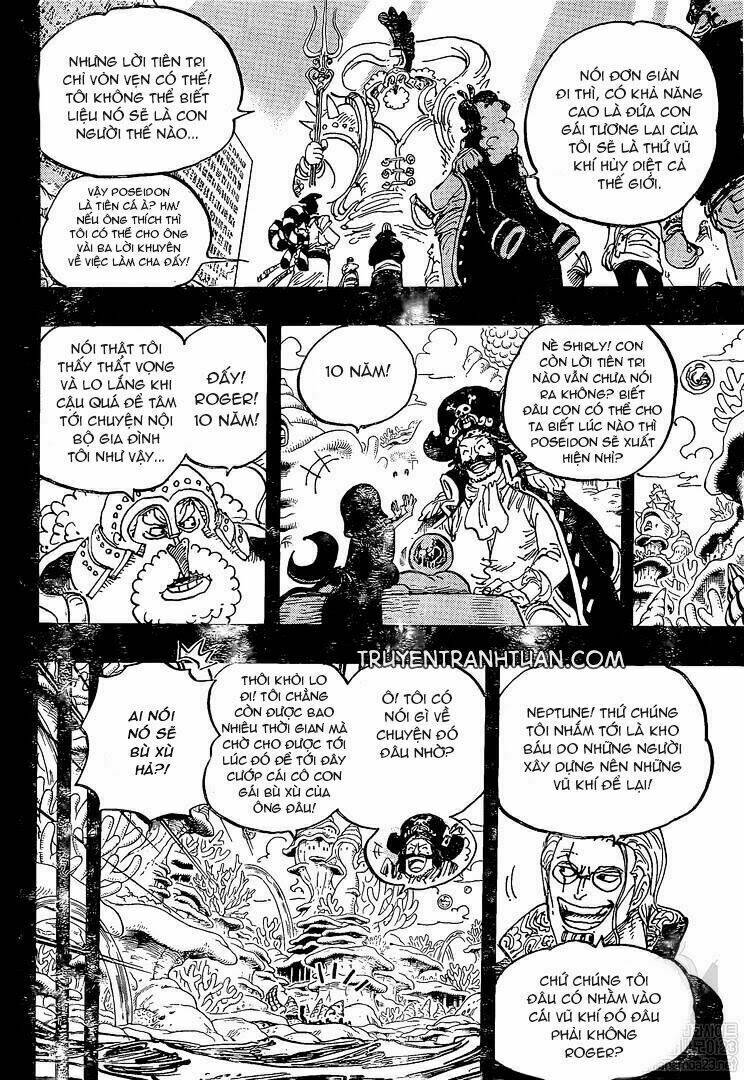 NÓI ĐƠN GIẢN
ĐI THÌ, CÓ KHẢ NĂNG
CAO LÀ ĐỨA CON
GÁI TƯƠNG LAI CỦA
TÔI SẼ LÀ THỨ VŨ
KHÍ HỦY DIỆT CẢ
THẾ GIỚI.
NHƯNG LỜI TIÊN TRI
CHỈ VỎN VẸN CÓ THẾ!
TÔI KHÔNG THỂ BIẾT
LIỆU NÓ SẼ LÀ CON
NGƯỜI THẾ NÀO...
VẬY POSEIDON
LÀ TIÊN CÁ À? HM!
NẾU ÔNG THÍCH THÌ
TÔI CÓ THỂ CHO ÔNG
VÀI BA LỜI KHUYÊN
VỀ VIỆC LÀM CHA ĐẤY!
NÈ SHIRLY! CON
CÒN LỜI TIÊN TRI
NÀO VẪN CHƯA NÓI
RA KHÔNG? BIẾT
ĐÂU CON CÓ THỂ CHO
TA BIẾT LÚC NÀO THÌ
POSEIDON SẼ XUẤT
HIỆN NHỈ?
10 NĂM!
ĐẤY!
ROGER!
10 NĂM!
NÓI THẬT TÔI
THẤY THẤT VỌNG
VÀ LO LẮNG KHI
CẬU QUÁ ĐỂ TÂM
TỚI CHUYỆN NỘI
BỘ GIA ĐÌNH
TÔI NHƯ VẬY...
TRUYENTRANHTUAN.COM
NEPTUNE! THỨ CHÚNG
TÔI NHẮM TỚI LÀ KHO
BÁU DO NHỮNG NGƯỜI
XÂY DỰNG NÊN NHỮNG
VŨ KHÍ ĐỂ LẠI!
CHỨ CHÚNG TÔI
ĐÂU CÓ NHẰM VÀO
CÁI VŨ KHÍ ĐÓ ĐÂU
PHẢI KHÔNG
ROGER?
Ồ! TÔI CÓ
NÓI GÌ VỀ
CHUYỆN ĐÓ
ĐÂU NHỜ?
THÔI KHỎI LO
ĐI! TÔI CHẲNG
CÒN ĐƯỢC BAO
NHIÊU THỜI GIAN MÀ
CHỜ CHO ĐƯỢC TỚI
LÚC ĐÓ ĐỂ TỚI ĐÂY
CƯỚP CÁI CÔ CON
GÁI BÙ XÙ CỦA
ÔNG ĐÂU!
AI NÓI
NÓ SẼ
BÙ XÙ
HẢ?!